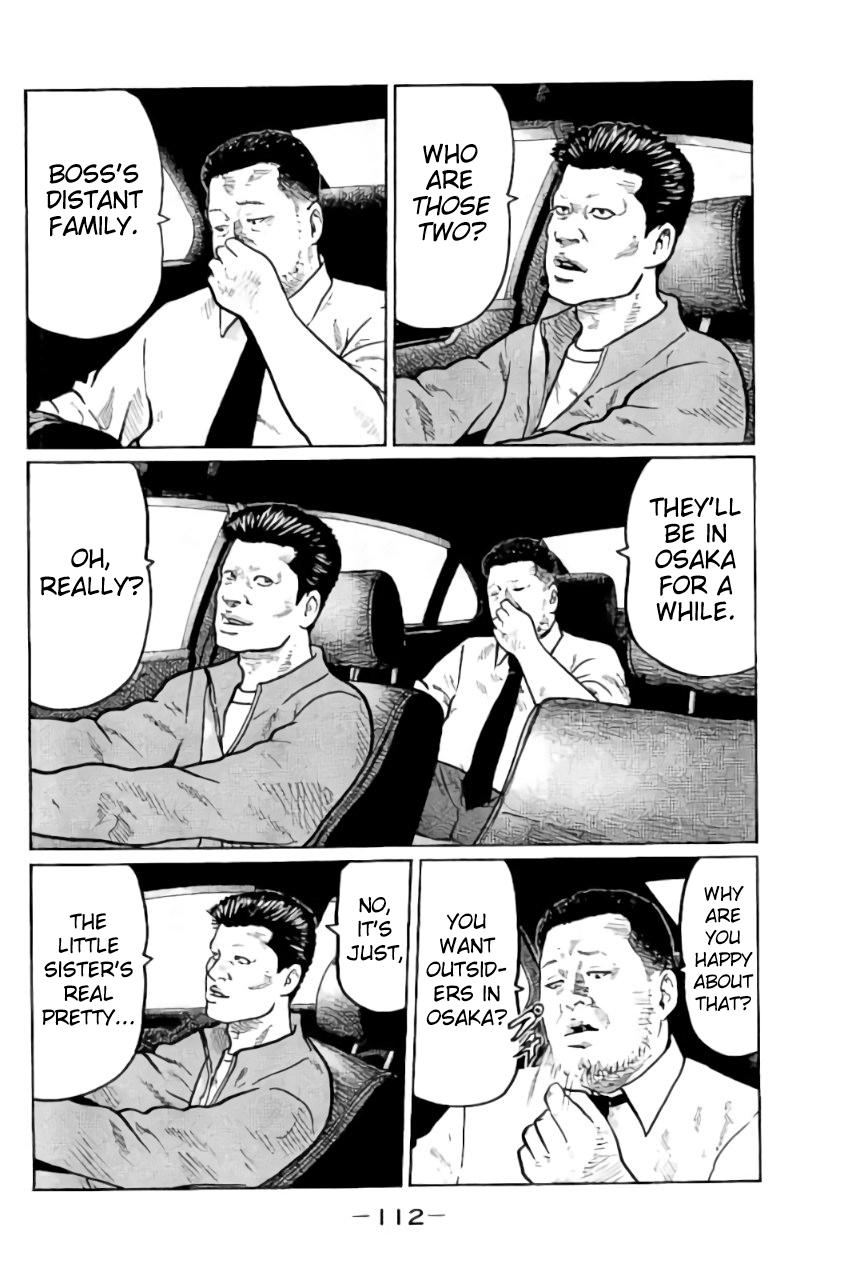 WHO
ARE
THOSE
TWO?
BOSS'S
DISTANT
FAMILY.
THEY'LL
BE IN
OSAKA
FOR A
WHILE.
OH,
REALLY?
WHY
ARE
YOU
HAPPY
ABOUT
THAT?
YOU
WANT
OUTSID-
ERS IN
OSAKA?
NO,
IT'S
JUST,
THE
LITTLE
SISTER'S
REAL
PRETTY...
-112-